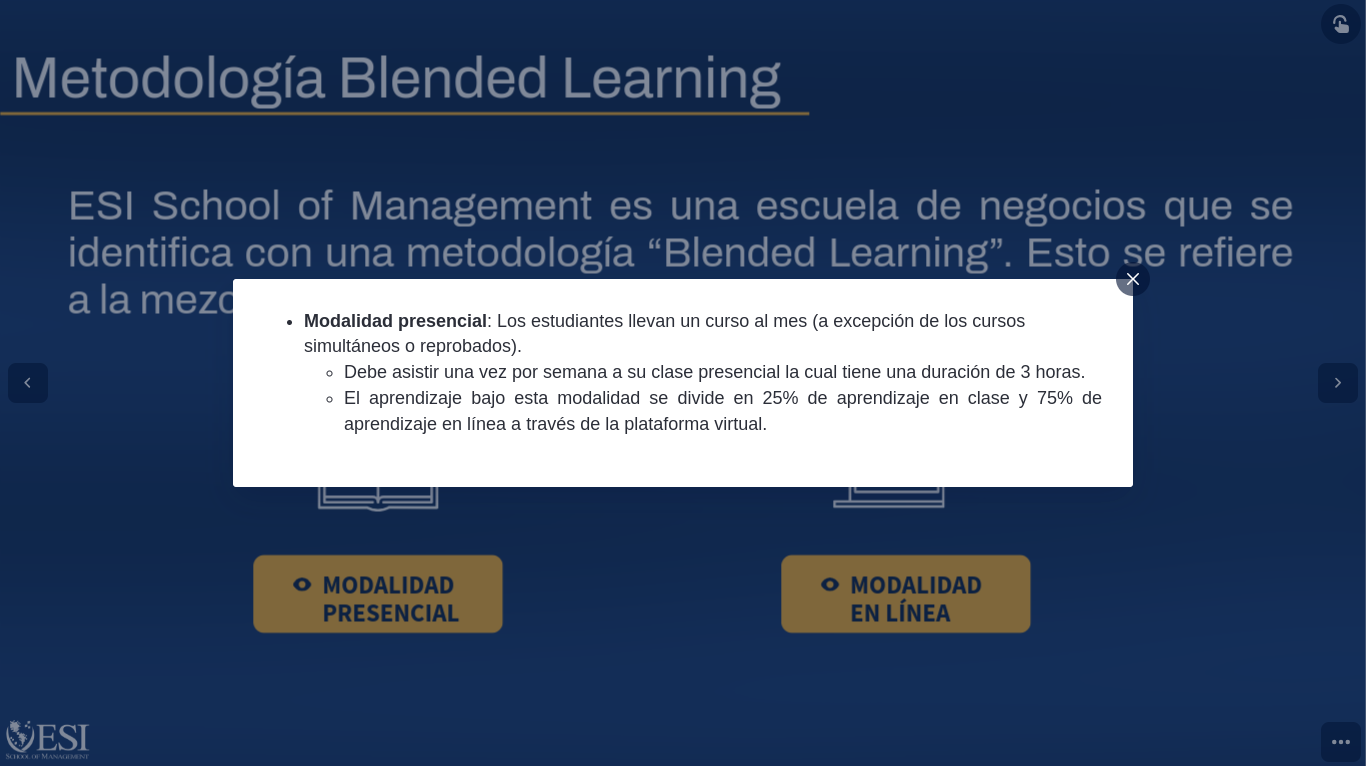 Metodología Blended Learning
ESI School of Management es una escuela de negocios que se
identifica con una metodología “Blended Learning”. Esto se refiere
a la
Modalidad presencial: Los estudiantes llevan un curso al mes (a excepción de los cursos
simultáneos o reprobados).
Debe asistir una vez por semana a su clase presencial la cual tiene una duración de 3 horas.
El aprendizaje bajo esta modalidad se divide en 25% de aprendizaje en clase y 75% de
aprendizaje en línea a través de la plataforma virtual.
MODALIDAD
PRESENCIAL
MODALIDAD
EN LÍNEA
ESI
SCHOOL OF MANAGEMENT